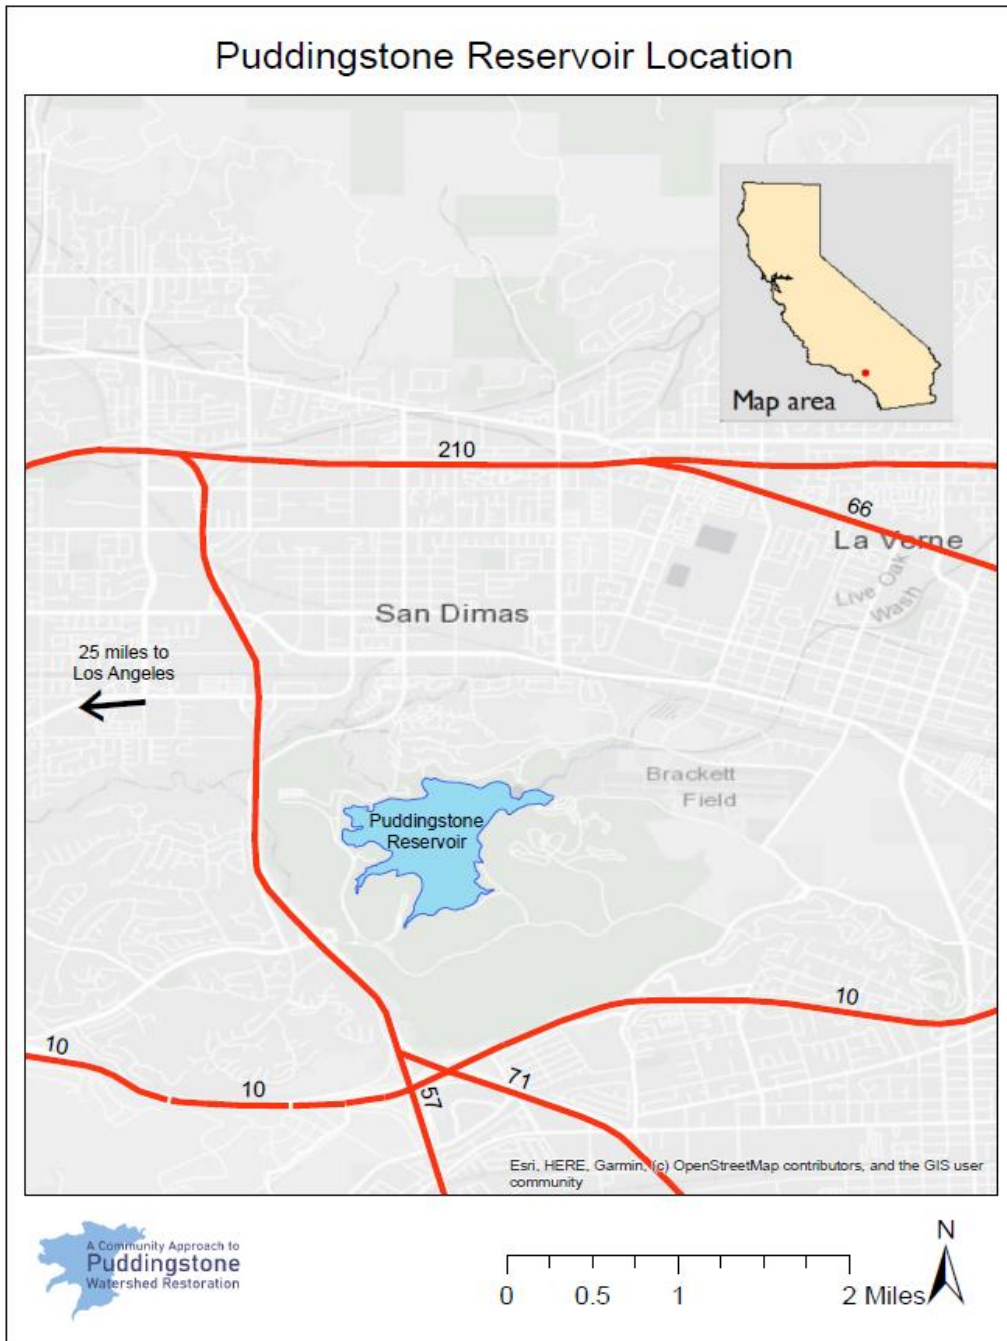 Puddingstone Reservoir Location
Map area
210
66
La Verne
Live Oak
Wash
San Dimas
25 miles to
Los Angeles
Brackett
Field
Puddingstone
Reservoir
10
10
10
71
57
Esri, HERE, Garmin, (c) OpenStreetMap contributors, and the GIS user
community
A Community Approach to
Puddingstone
Watershed Restoration
N
0 0.5 1 2 Miles